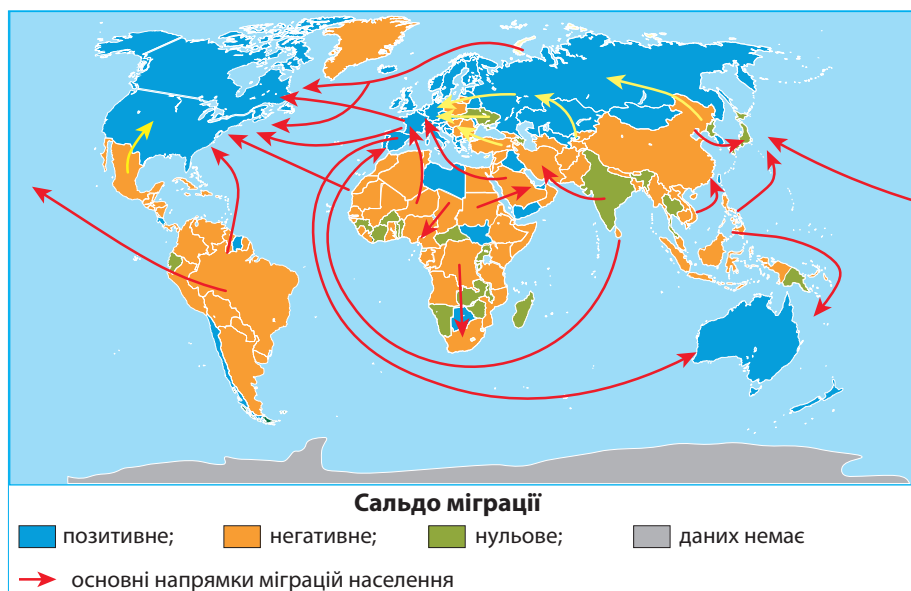 Сальдо міграції
позитивне; негативне; нульове; даних немає
основні напрямки міграцій населення